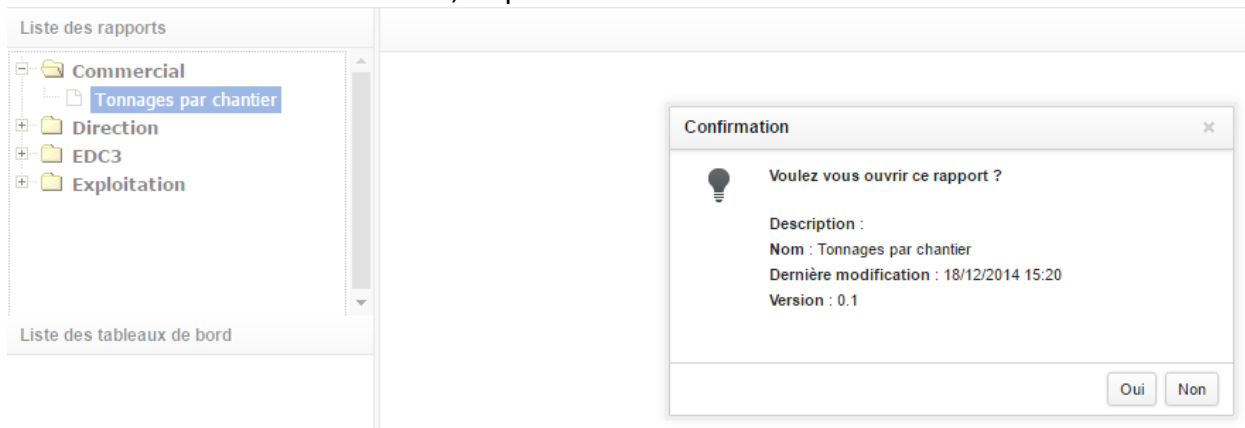 Liste des rapports
Commercial
Tonnages par chantier
Direction
EDC3
Exploitation
Liste des tableaux de bord
Confirmation
Voulez vous ouvrir ce rapport ?
Description :
Nom : Tonnages par chantier
Dernière modification : 18/12/2014 15:20
Version : 0.1
Oui Non